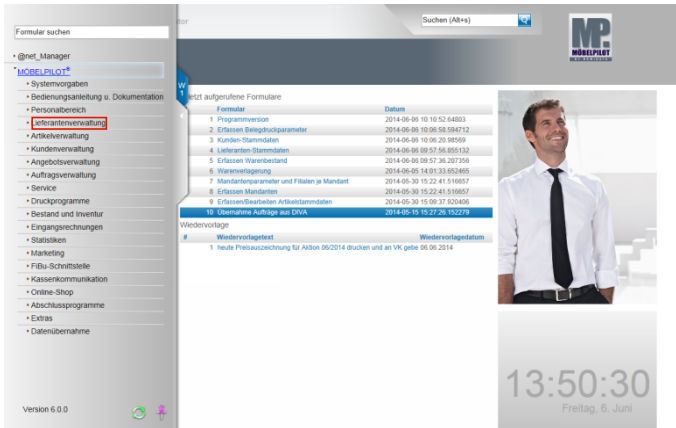 Formular suchen
tor
Suchen (Alt+s)
MP.
MÖBELPILOT
@net_Manager
MÖBELPILOT®
Systemvorgaben
Bedienungsanleitung u. Dokumentation
Personalbereich
Lieferantenverwaltung
Artikelverwaltung
Kundenverwaltung
Angebotsverwaltung
Auftragsverwaltung
Service
Druckprogramme
Bestand und Inventur
Eingangsrechnungen
Statistiken
Marketing
FiBu-Schnittstelle
Kassenkommunikation
Online-Shop
Abschlussprogramme
Extras
Datenübernahme
Version 6.0.0
W
1
letzt aufgerufene Formulare
Formular Datum
1 Programmversion 2014-06-06 10:10:52.64803
2 Erfassen Belegdruckparameter 2014-06-06 10:06:58.594712
3 Kunden-Stammdaten 2014-06-06 10:06:20.98569
4 Lieferanten-Stammdaten 2014-06-06 09:57:56.855132
5 Erfassen Warenbestand 2014-06-06 09:57:36.207356
6 Warenverlagerung 2014-06-05 14:01:33.652465
7 Mandantenparameter und Filialen je Mandant 2014-05-30 15:22:41.516657
8 Erfassen Mandanten 2014-05-30 15:22:41.516657
9 Erfassen/Bearbeiten Artikelstammdaten 2014-05-30 15:09:37.920406
10 Übernahme Aufträge aus DIVA 2014-05-15 15:27:26.152279
Wiedervorlage
# Wiedervorlagetext Wiedervorlagedatum
1 heute Preisauszeichnung für Aktion 06/2014 drucken und an VK gebe 06.06.2014
13:50:30
Freitag, 6. Juni